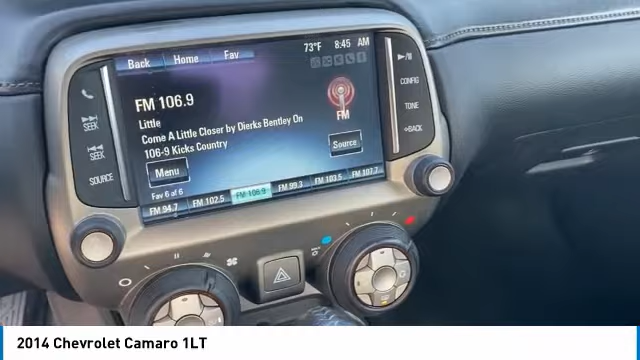 73°F 8:45 AM
Back Home Fav
FM 106.9
Little
Come A Little Closer by Dierks Bentley On
106-9 Kicks Country
FM
Menu
Source
Fav 6 of 6
FM 94.7 FM 102.5 FM 106.9 FM 99.3 FM 103.5 FM 107.7
SEEK
SEEK
SOURCE
CONFIG
TONE
BACK
2014 Chevrolet Camaro 1LT